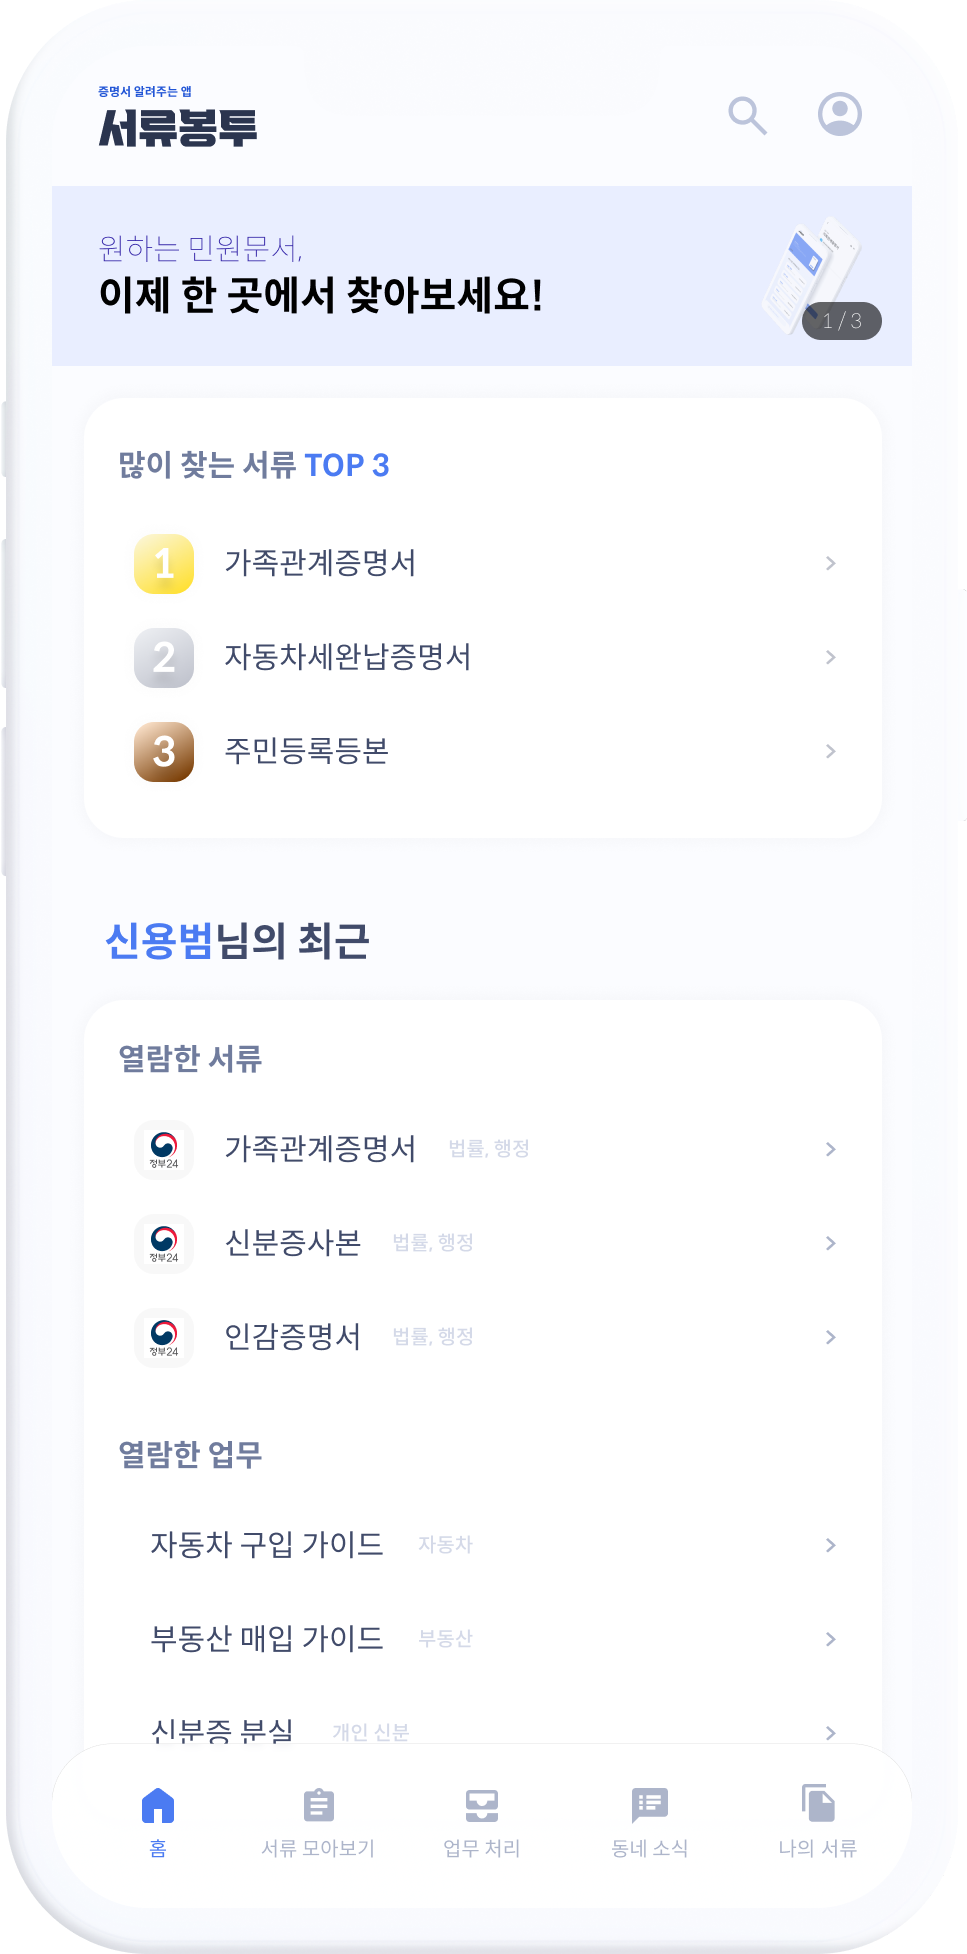 증명서 알려주는 앱
서류봉투
원하는 민원문서,
이제 한 곳에서 찾아보세요!
1 / 3
많이 찾는 서류 TOP 3
1 가족관계증명서
2 자동차세완납증명서
3 주민등록등본
신용범님의 최근
열람한 서류
정부24 가족관계증명서 법률, 행정
정부24 신분증사본 법률, 행정
정부24 인감증명서 법률, 행정
열람한 업무
자동차 구입 가이드 자동차
부동산 매입 가이드 부동산
신분증 분실 개인 신분
홈 서류 모아보기 업무 처리 동네 소식 나의 서류